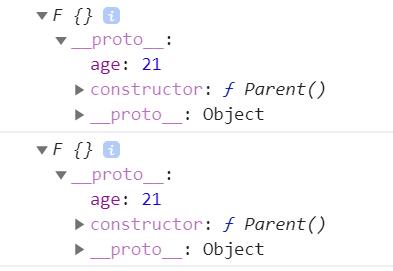 ▼ F {} i
▼ __proto__:
age: 21
▶ constructor: ƒ Parent()
▶ __proto__: Object
▼ F {} i
▼ __proto__:
age: 21
▶ constructor: ƒ Parent()
▶ __proto__: Object